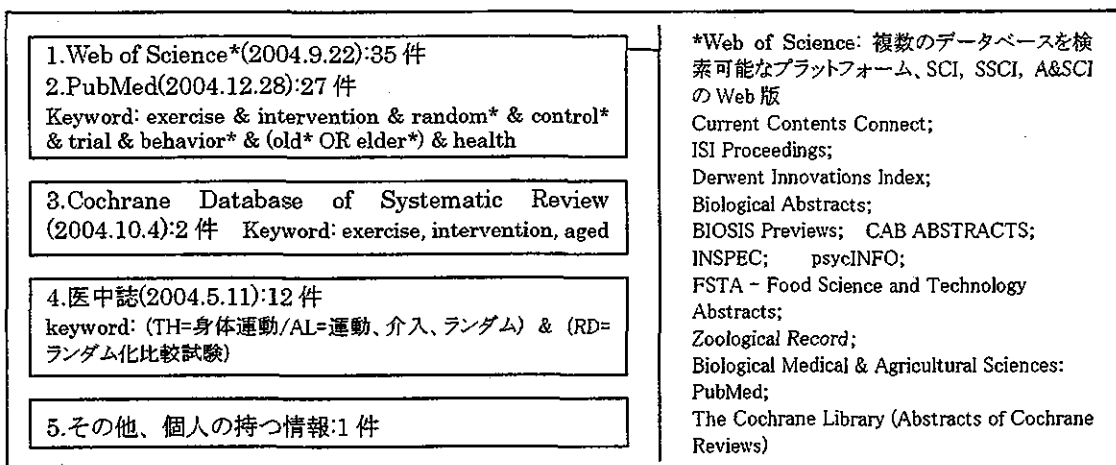 1.Web of Science*(2004.9.22):35 件
2.PubMed(2004.12.28):27 件
Keyword: exercise & intervention & random* & control*
& trial & behavior* & (old* OR elder*) & health
3.Cochrane Database of Systematic Review
(2004.10.4):2 件 Keyword: exercise, intervention, aged
4.医中誌(2004.5.11):12 件
keyword: (TH=身体運動/AL=運動、介入、ランダム) & (RD=
ランダム化比較試験)
5.その他、個人の持つ情報:1 件
*Web of Science: 複数のデータベースを検
索可能なプラットフォーム、SCI, SSCI, A&SCI
の Web 版
Current Contents Connect;
ISI Proceedings;
Derwent Innovations Index;
Biological Abstracts;
BIOSIS Previews; CAB ABSTRACTS;
INSPEC; psycINFO;
FSTA - Food Science and Technology
Abstracts;
Zoological Record;
Biological Medical & Agricultural Sciences:
PubMed;
The Cochrane Library (Abstracts of Cochrane
Reviews)